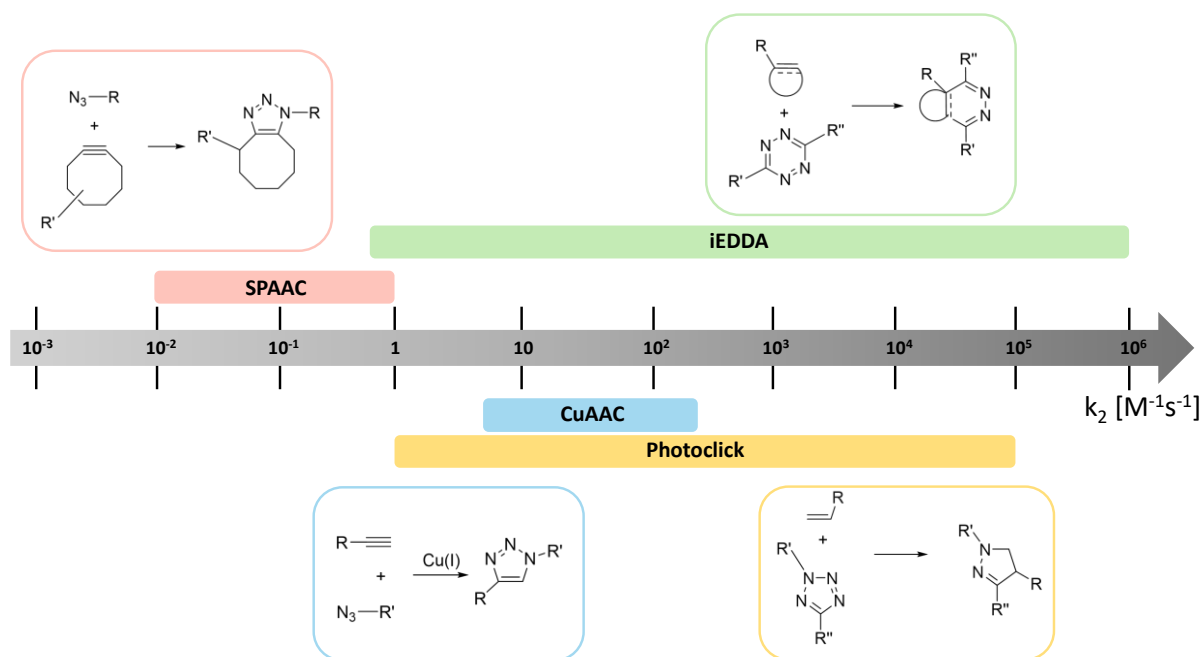 N₃—R
+
R'
N
N
N
R
R'
R
+
N
N
N
N
R''
R'
R
R''
N
N
R'
iEDDA
SPAAC
10⁻³ 10⁻² 10⁻¹ 1 10 10² 10³ 10⁴ 10⁵ 10⁶
k₂ [M⁻¹s⁻¹]
CuAAC
Photoclick
R
+
N₃—R'
Cu(I)
N
N
N
R'
R
R
+
R'
N
N
N
N
R''
R'
N
N
R
R''